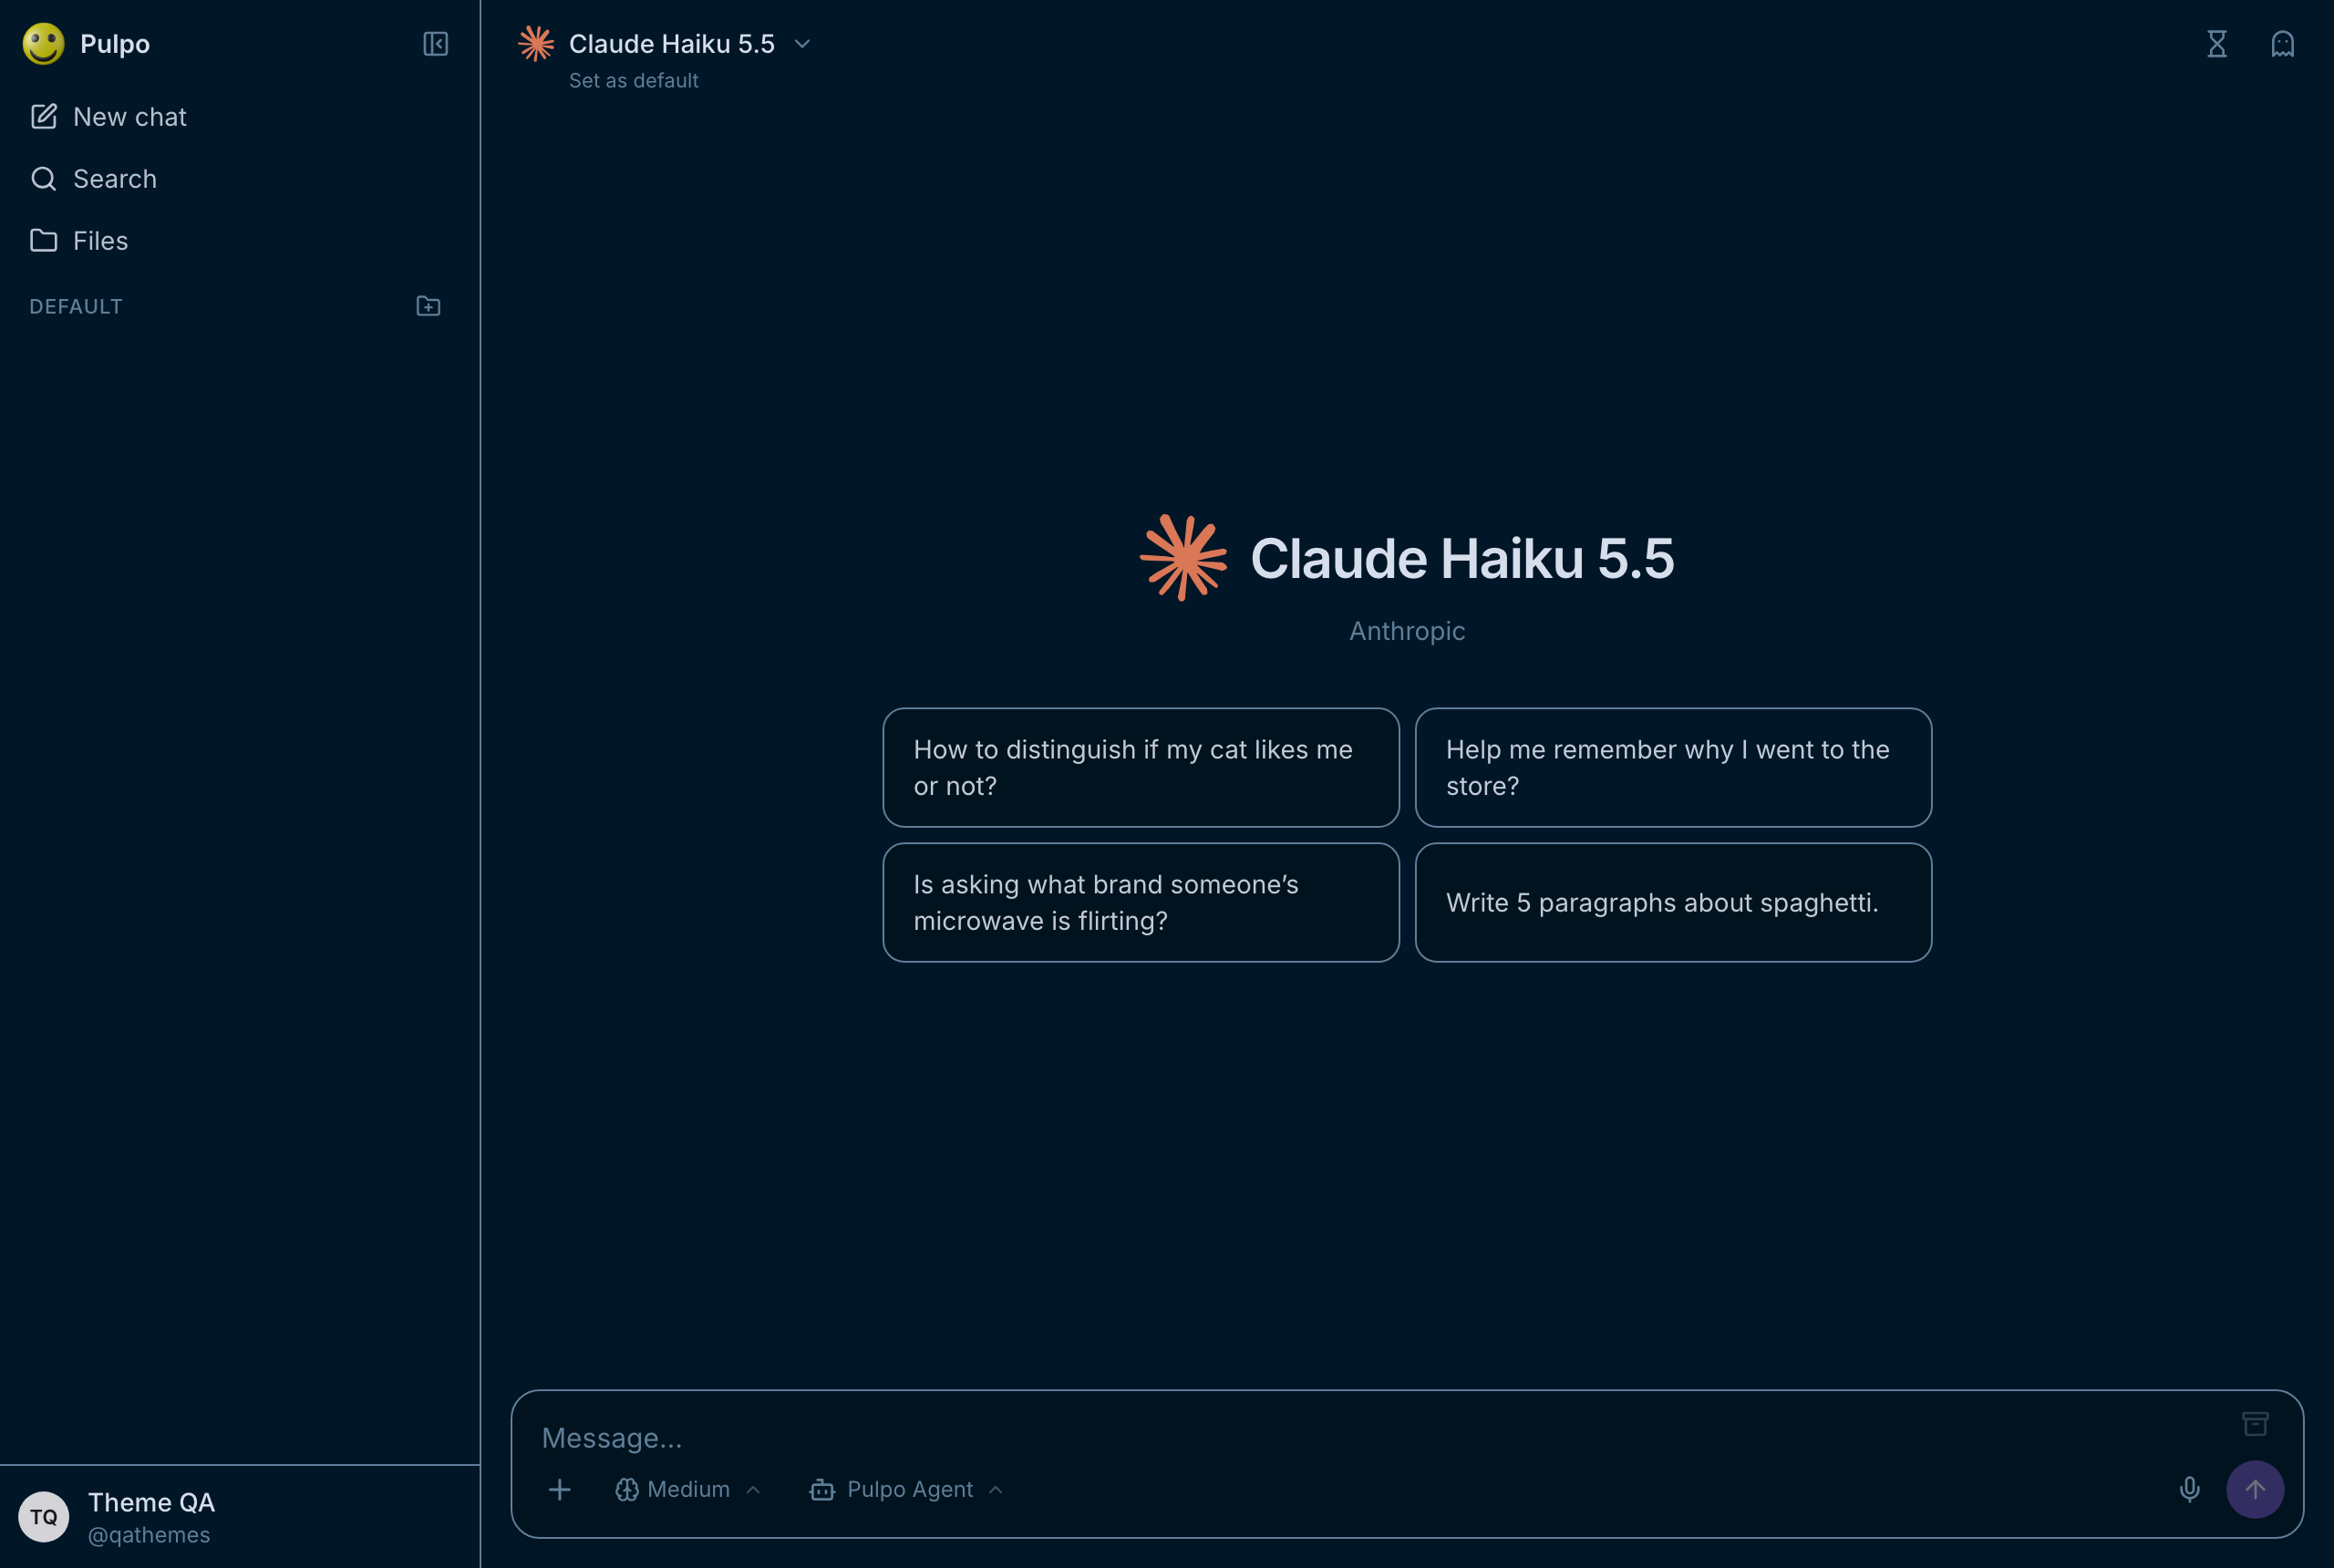 Pulpo
New chat
Search
Files
DEFAULT
Theme QA
@qathemes
TQ
Claude Haiku 5.5
Set as default
Claude Haiku 5.5
Anthropic
How to distinguish if my cat likes me
or not?
Help me remember why I went to the
store?
Is asking what brand someone’s
microwave is flirting?
Write 5 paragraphs about spaghetti.
Message...
Medium
Pulpo Agent